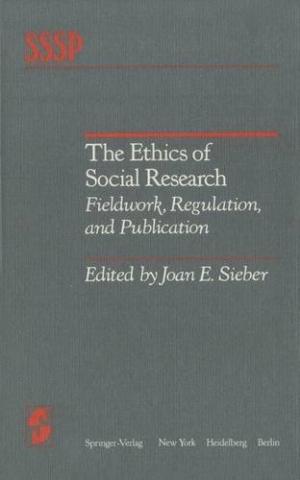 SSSP
The Ethics of
Social Research
Fieldwork, Regulation,
and Publication
Edited by Joan E. Sieber
Springer-Verlag New York Heidelberg Berlin